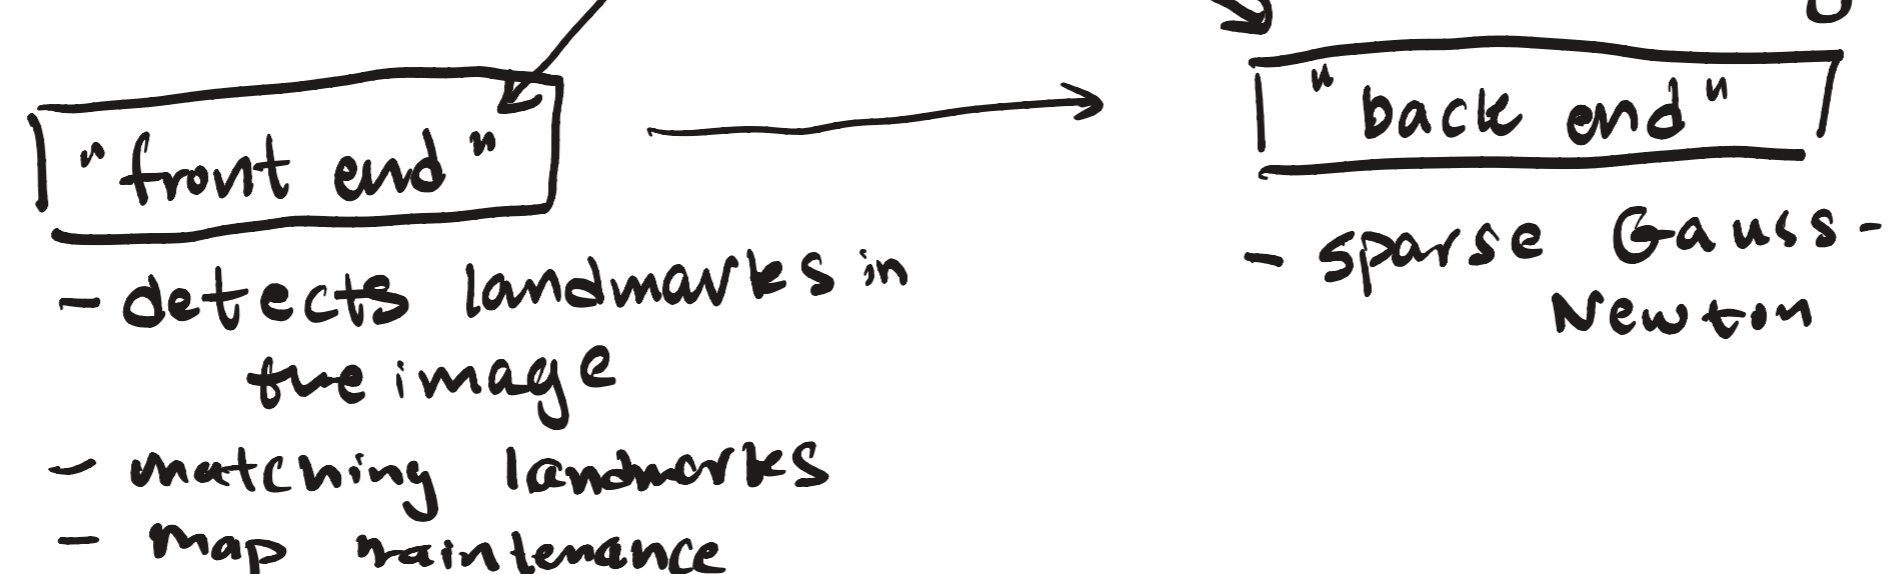 "front end"
- detects landmarks in
the image
- matching landmarks
- map maintenance
"back end"
- sparse Gauss-
Newton